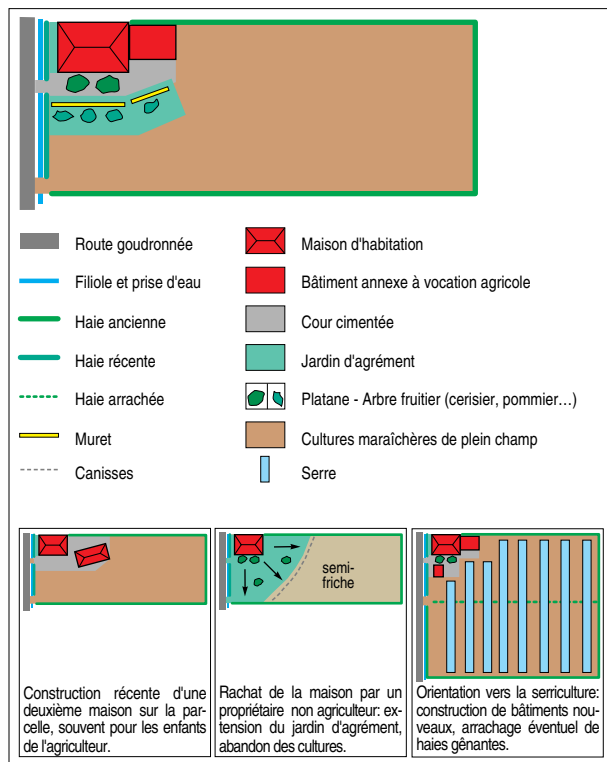 Route goudronnée
Maison d'habitation
Filiole et prise d'eau
Bâtiment annexe à vocation agricole
Haie ancienne
Cour cimentée
Haie récente
Jardin d'agrément
Haie arrachée
Platane - Arbre fruitier (cerisier, pommier…)
Muret
Cultures maraîchères de plein champ
Canisses
Serre
Construction récente d'une
deuxième maison sur la par-
celle, souvent pour les enfants
de l'agriculteur.
semi-
friche
Rachat de la maison par un
propriétaire non agriculteur: ex-
tension du jardin d'agrément,
abandon des cultures.
Orientation vers la serriculture:
construction de bâtiments nou-
veaux, arrachage éventuel de
haies gênantes.